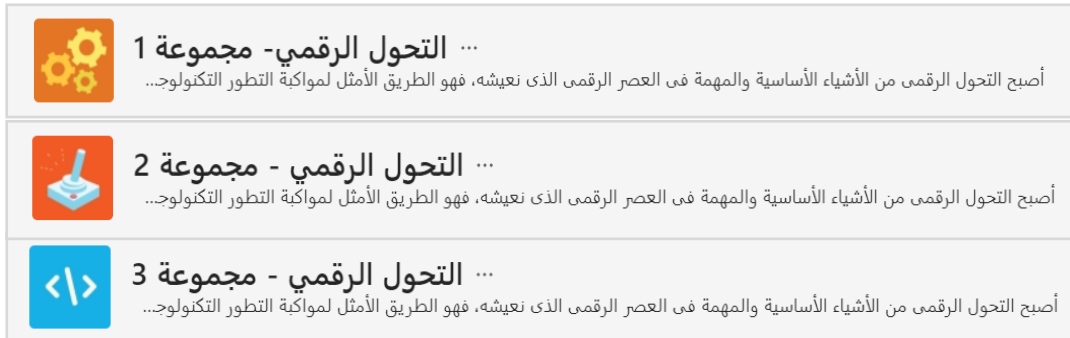 التحول الرقمي- مجموعة 1 ...
أصبح التحول الرقمى من الأشياء الأساسية والمهمة فى العصر الرقمى الذى نعيشه، فهو الطريق الأمثل لمواكبة التطور التكنولوجـ...
التحول الرقمي - مجموعة 2 ...
أصبح التحول الرقمى من الأشياء الأساسية والمهمة فى العصر الرقمى الذى نعيشه، فهو الطريق الأمثل لمواكبة التطور التكنولوجـ...
التحول الرقمي - مجموعة 3 ...
أصبح التحول الرقمى من الأشياء الأساسية والمهمة فى العصر الرقمى الذى نعيشه، فهو الطريق الأمثل لمواكبة التطور التكنولوجـ...